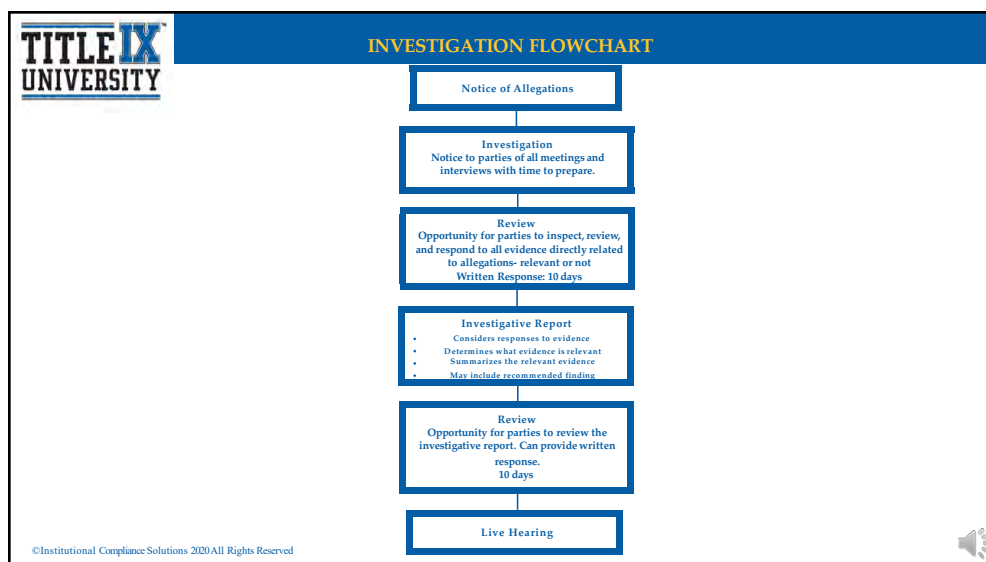 TITLE IX™
UNIVERSITY
INVESTIGATION FLOWCHART
Notice of Allegations
Investigation
Notice to parties of all meetings and
interviews with time to prepare.
Review
Opportunity for parties to inspect, review,
and respond to all evidence directly related
to allegations- relevant or not
Written Response: 10 days
Investigative Report
• Considers responses to evidence
• Determines what evidence is relevant
• Summarizes the relevant evidence
• May include recommended finding
Review
Opportunity for parties to review the
investigative report. Can provide written
response.
10 days
Live Hearing
©Institutional Compliance Solutions 2020 All Rights Reserved